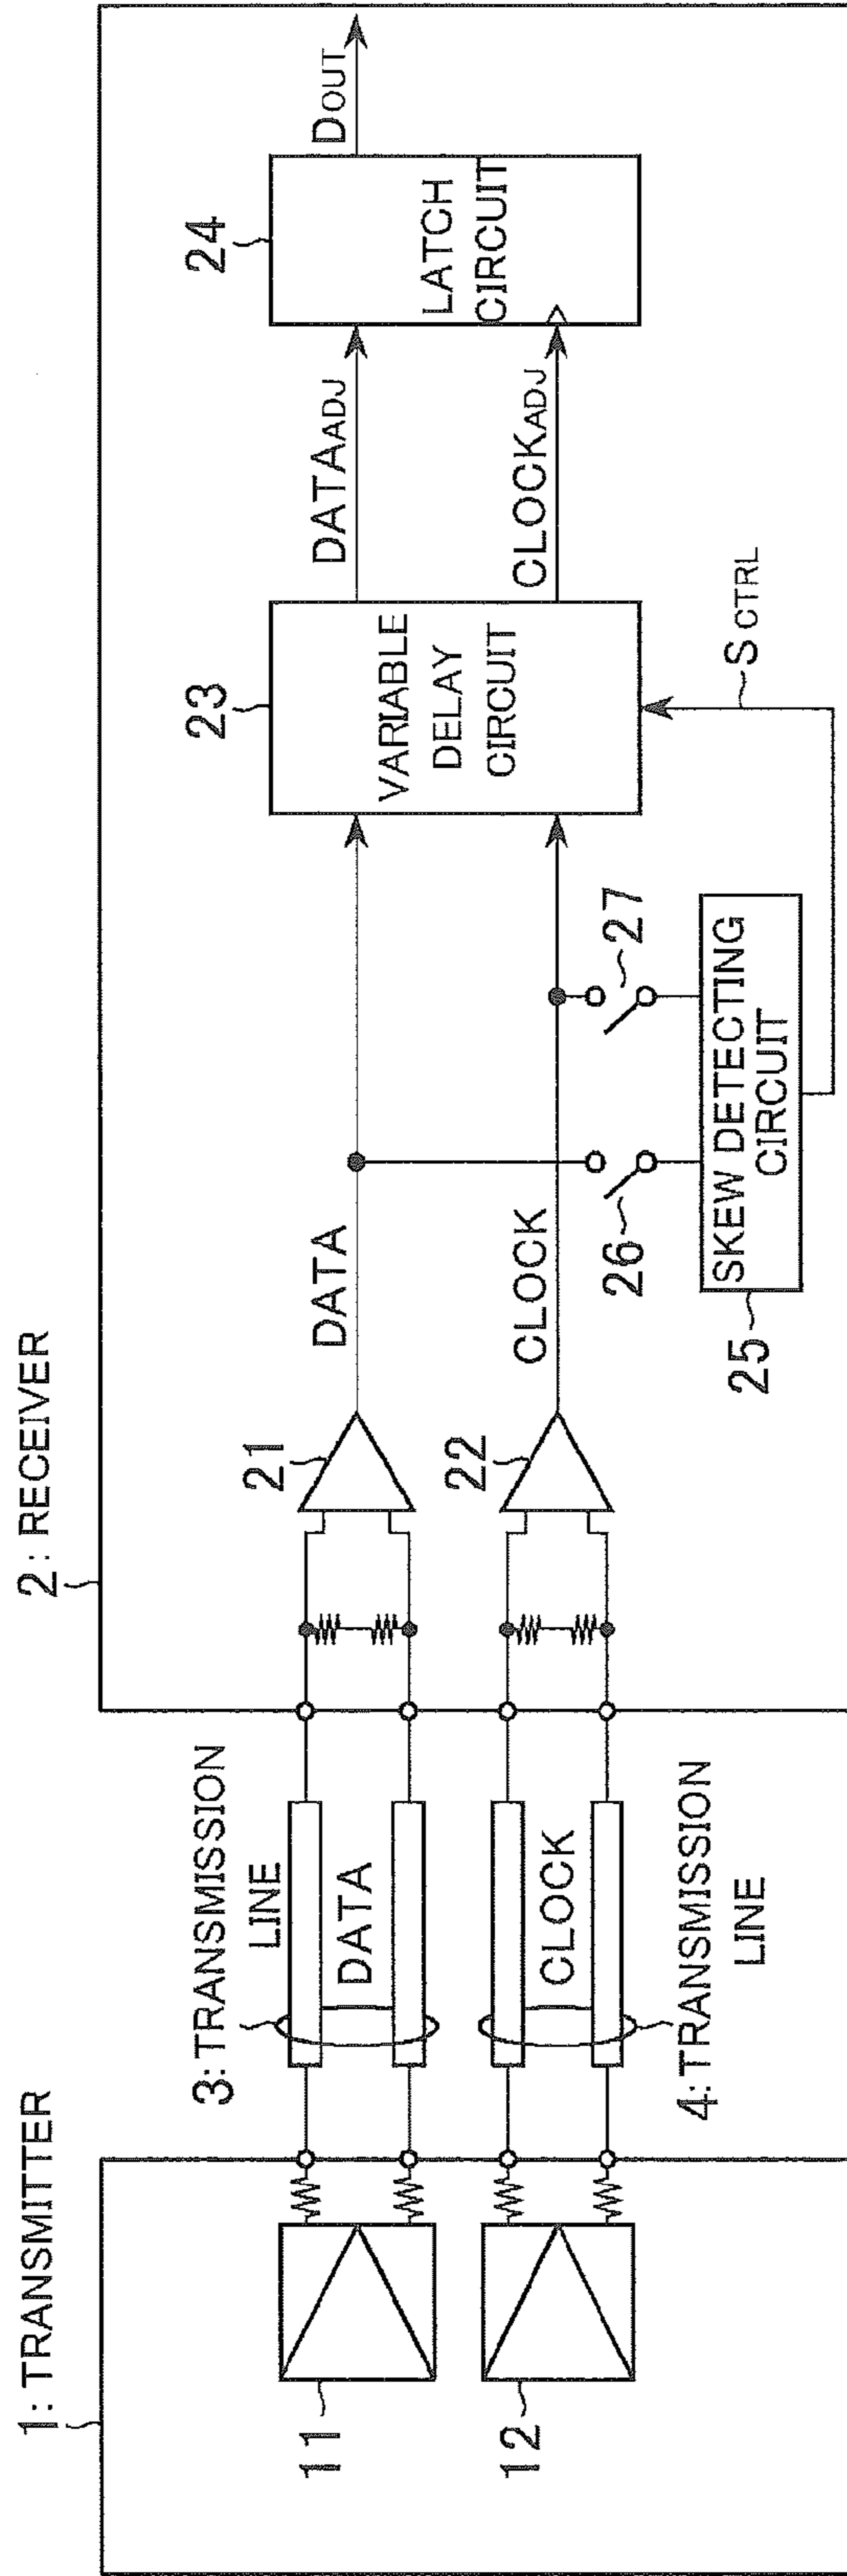 1: TRANSMITTER
11
12
3: TRANSMISSION
LINE
DATA
CLOCK
4: TRANSMISSION
LINE
2: RECEIVER
21
22
DATA
CLOCK
26
27
25
SKEW DETECTING
CIRCUIT
SCTRL
23
VARIABLE
DELAY
CIRCUIT
DATAADJ
CLOCKADJ
24
LATCH
CIRCUIT
DOUT